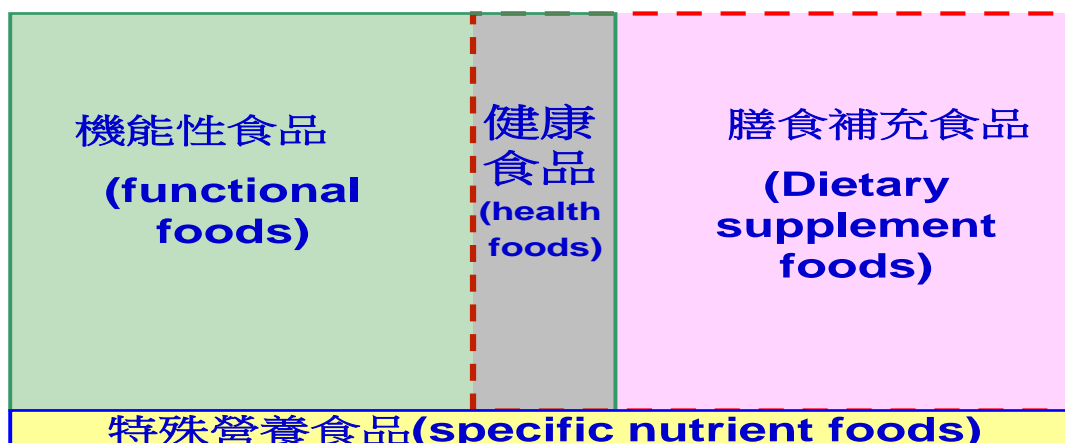 機能性食品
(functional
foods)
健康
食品
(health
foods)
膳食補充食品
(Dietary
supplement
foods)
特殊營養食品(specific nutrient foods)